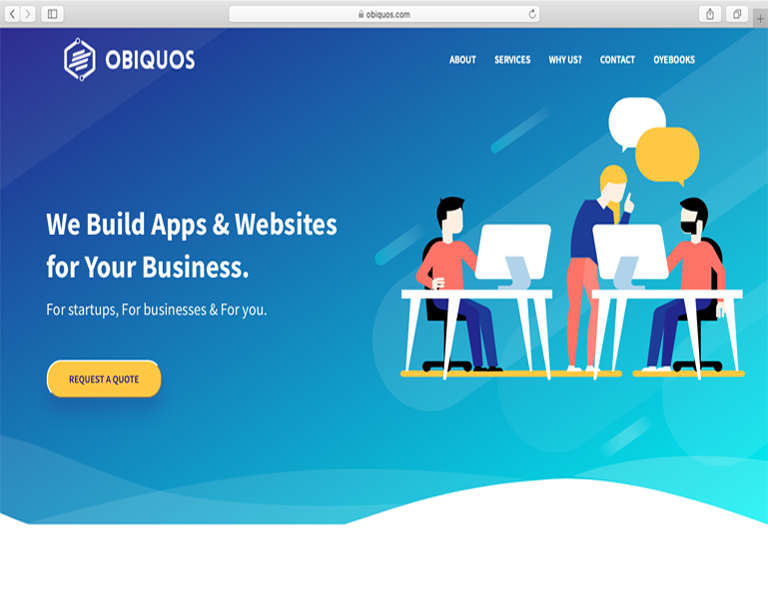 obiquos.com
OBIQUOS
ABOUT SERVICES WHY US? CONTACT OYEBOOKS
We Build Apps & Websites
for Your Business.
For startups, For businesses & For you.
REQUEST A QUOTE